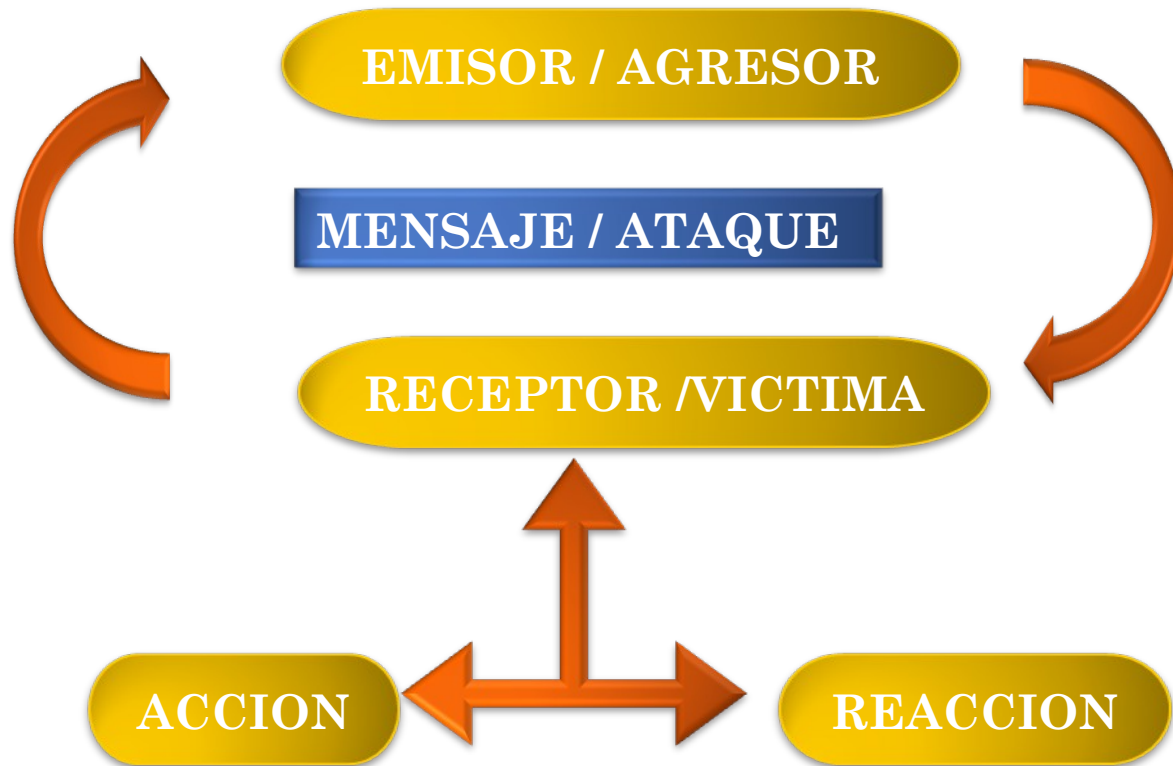 EMISOR / AGRESOR
MENSAJE / ATAQUE
RECEPTOR /VICTIMA
ACCION
REACCION